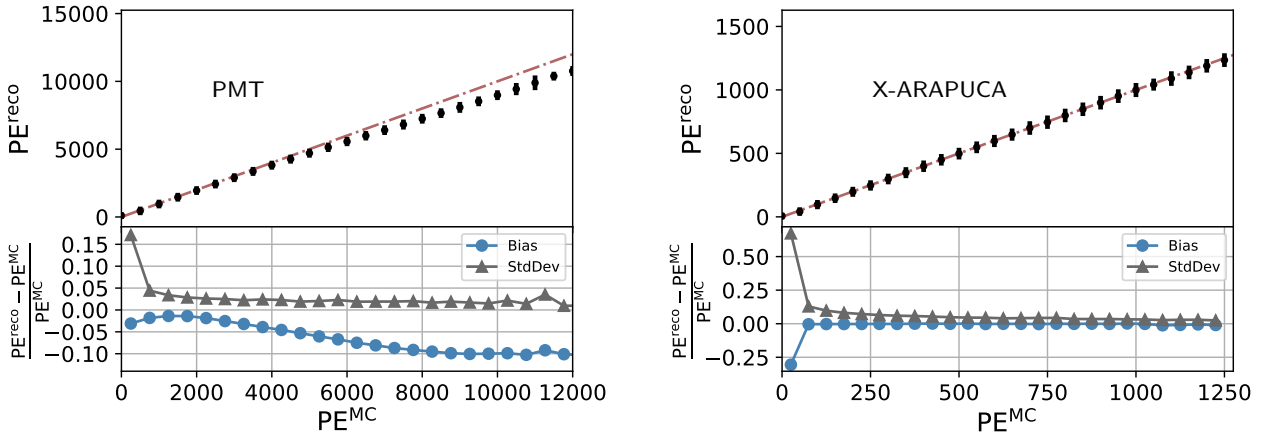 15000
10000
5000
0
PE^reco
PMT
0.15
0.10
0.05
0.00
−0.05
−0.10
PE^reco − PE^MC
PE^MC
Bias
StdDev
0 2000 4000 6000 8000 10000 12000
PE^MC
1500
1000
500
0
PE^reco
X-ARAPUCA
0.50
0.25
0.00
−0.25
PE^reco − PE^MC
PE^MC
Bias
StdDev
0 250 500 750 1000 1250
PE^MC